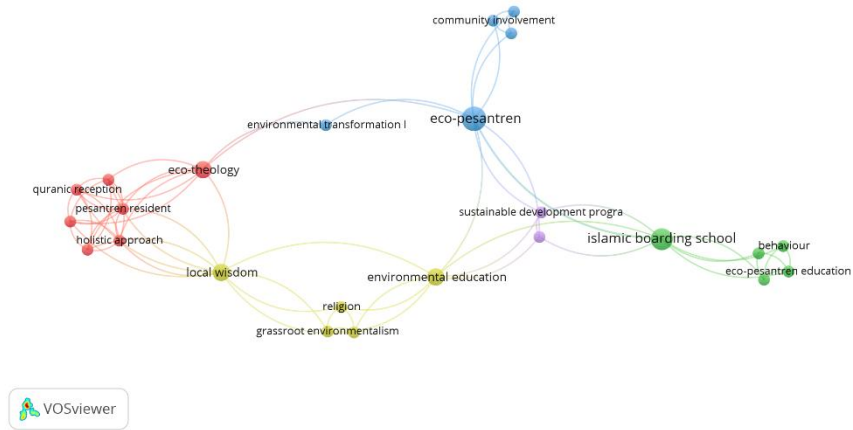 community involvement
eco-pesantren
environmental transformation l
eco-theology
quranic reception
pesantren resident
sustainable development progra
islamic boarding school
holistic approach
behaviour
eco-pesantren education
local wisdom
environmental education
religion
grassroot environmentalism
VOSviewer